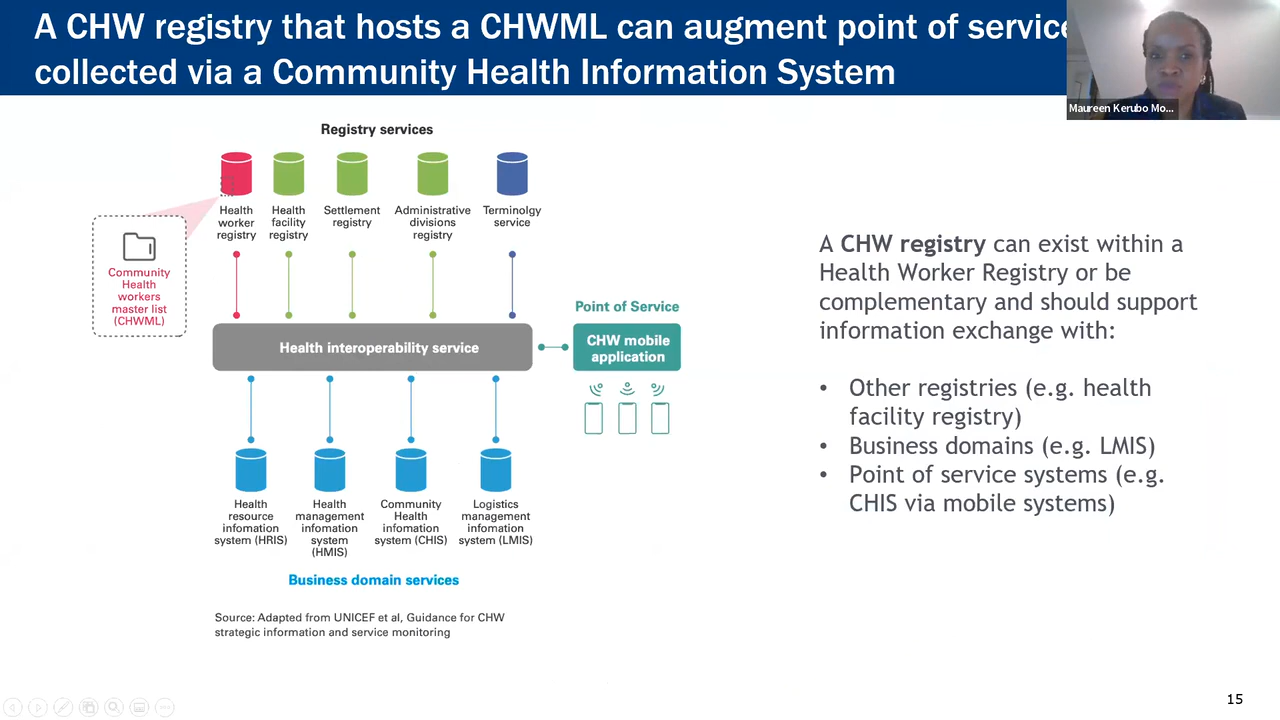 A CHW registry that hosts a CHWML can augment point of service
collected via a Community Health Information System
Maureen Kerubo Mo...
Registry services
Health
worker
registry
Health
facility
registry
Settlement
registry
Administrative
divisions
registry
Terminolgy
service
Community
Health
workers
master list
(CHWML)
Health interoperability service
Point of Service
CHW mobile
application
Health
resource
infomation
system (HRIS)
Health
management
infomation
system
(HMIS)
Community
Health
infomation
system (CHIS)
Logistics
management
infomation
system (LMIS)
Business domain services
Source: Adapted from UNICEF et al, Guidance for CHW
strategic information and service monitoring
A CHW registry can exist within a
Health Worker Registry or be
complementary and should support
information exchange with:
• Other registries (e.g. health
facility registry)
• Business domains (e.g. LMIS)
• Point of service systems (e.g.
CHIS via mobile systems)
15